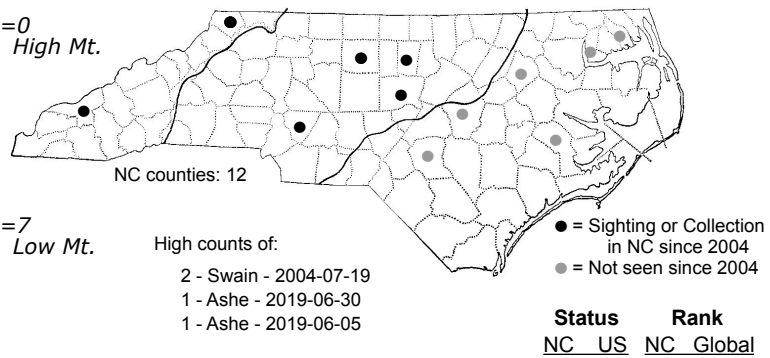 =0
High Mt.
NC counties: 12
=7
Low Mt.
High counts of:
2 - Swain - 2004-07-19
1 - Ashe - 2019-06-30
1 - Ashe - 2019-06-05
= Sighting or Collection
in NC since 2004
= Not seen since 2004
Status Rank
NC US NC Global